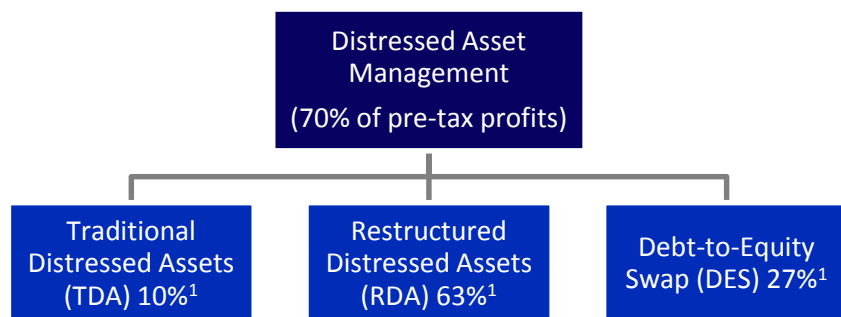 Distressed Asset
Management
(70% of pre-tax profits)
Traditional
Distressed Assets
(TDA) 10%¹
Restructured
Distressed Assets
(RDA) 63%¹
Debt-to-Equity
Swap (DES) 27%¹